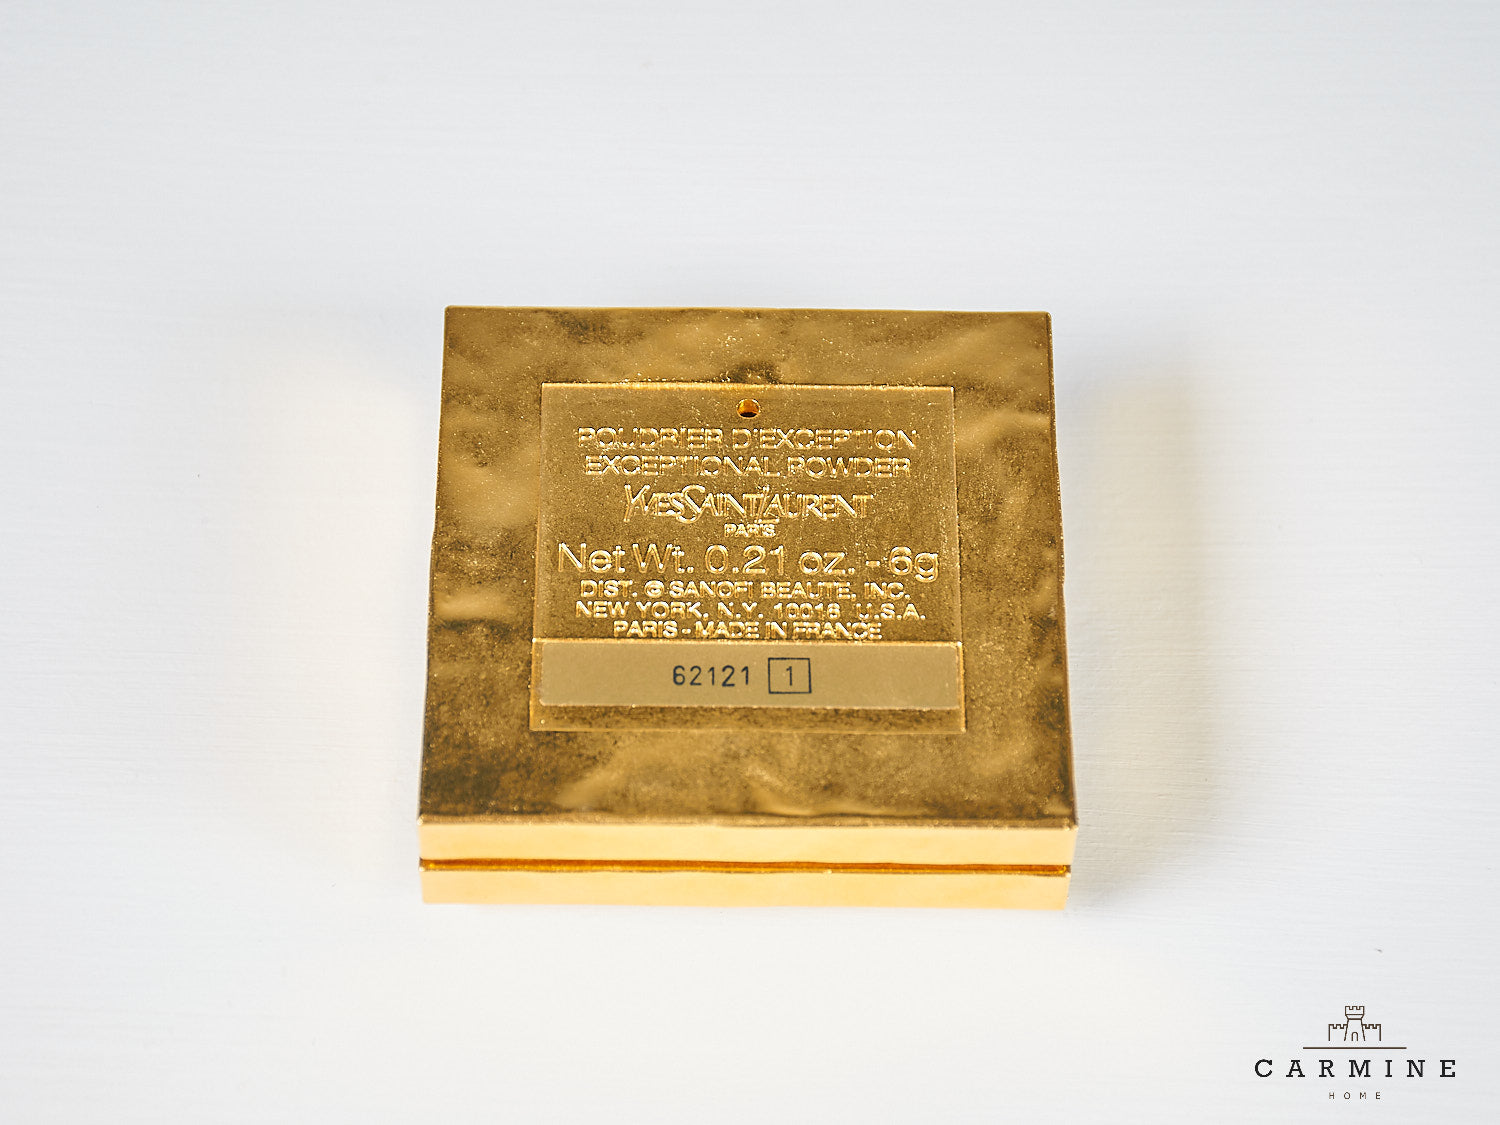 POUDRIER D'EXCEPTION
EXCEPTIONAL POWDER
YVESSAINTLAURENT
PARIS
Net Wt. 0.21 oz. - 6g
DIST. © SANOFI BEAUTE, INC.
NEW YORK, N.Y. 10016 U.S.A.
PARIS - MADE IN FRANCE
62121 1
CARMINE
HOME